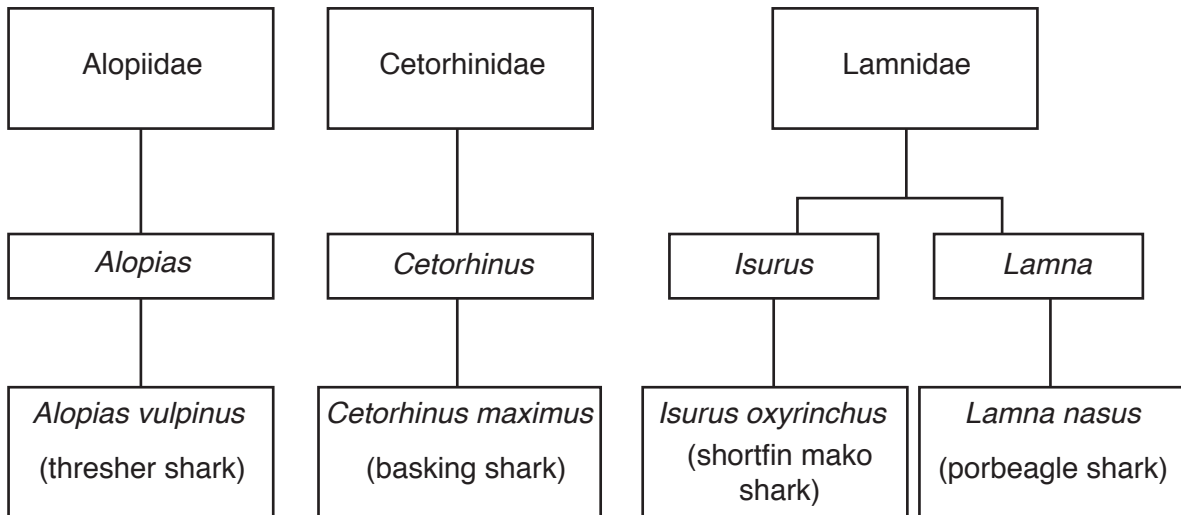 Alopiidae
Cetorhinidae
Lamnidae
Alopias
Cetorhinus
Isurus
Lamna
Alopias vulpinus
(thresher shark)
Cetorhinus maximus
(basking shark)
Isurus oxyrinchus
(shortfin mako
shark)
Lamna nasus
(porbeagle shark)